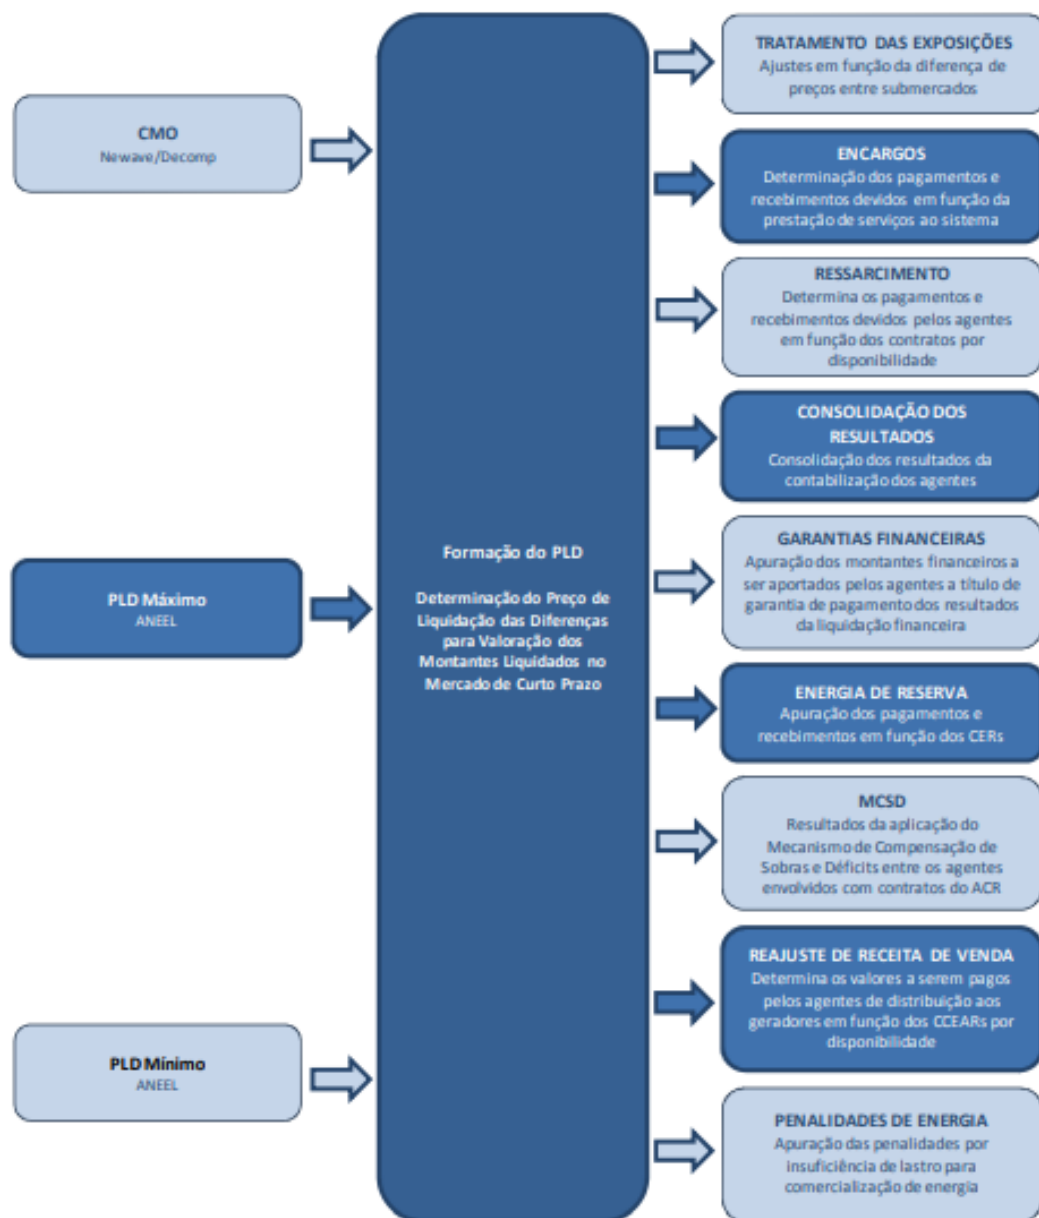 CMO
Newave/Decomp
PLD Máximo
ANEEL
PLD Mínimo
ANEEL
Formação do PLD
Determinação do Preço de
Liquidação das Diferenças
para Valoração dos
Montantes Liquidados no
Mercado de Curto Prazo
TRATAMENTO DAS EXPOSIÇÕES
Ajustes em função da diferença de
preços entre submercados
ENCARGOS
Determinação dos pagamentos e
recebimentos devidos em função da
prestação de serviços ao sistema
RESSARCIMENTO
Determina os pagamentos e
recebimentos devidos pelos agentes
em função dos contratos por
disponibilidade
CONSOLIDAÇÃO DOS
RESULTADOS
Consolidação dos resultados da
contabilização dos agentes
GARANTIAS FINANCEIRAS
Apuração dos montantes financeiros a
ser aportados pelos agentes a título de
garantia de pagamento dos resultados
da liquidação financeira
ENERGIA DE RESERVA
Apuração dos pagamentos e
recebimentos em função dos CERs
MCSD
Resultados da aplicação do
Mecanismo de Compensação de
Sobras e Déficits entre os agentes
envolvidos com contratos do ACR
REAJUSTE DE RECEITA DE VENDA
Determina os valores a serem pagos
pelos agentes de distribuição aos
geradores em função dos CCEARs por
disponibilidade
PENALIDADES DE ENERGIA
Apuração das penalidades por
insuficiência de lastro para
comercialização de energia